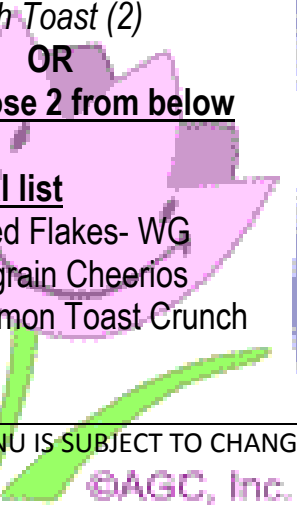 h Toast (2)
OR
ose 2 from below
l list
ed Flakes- WG
grain Cheerios
mon Toast Crunch
NU IS SUBJECT TO CHANG
©AGC, Inc.